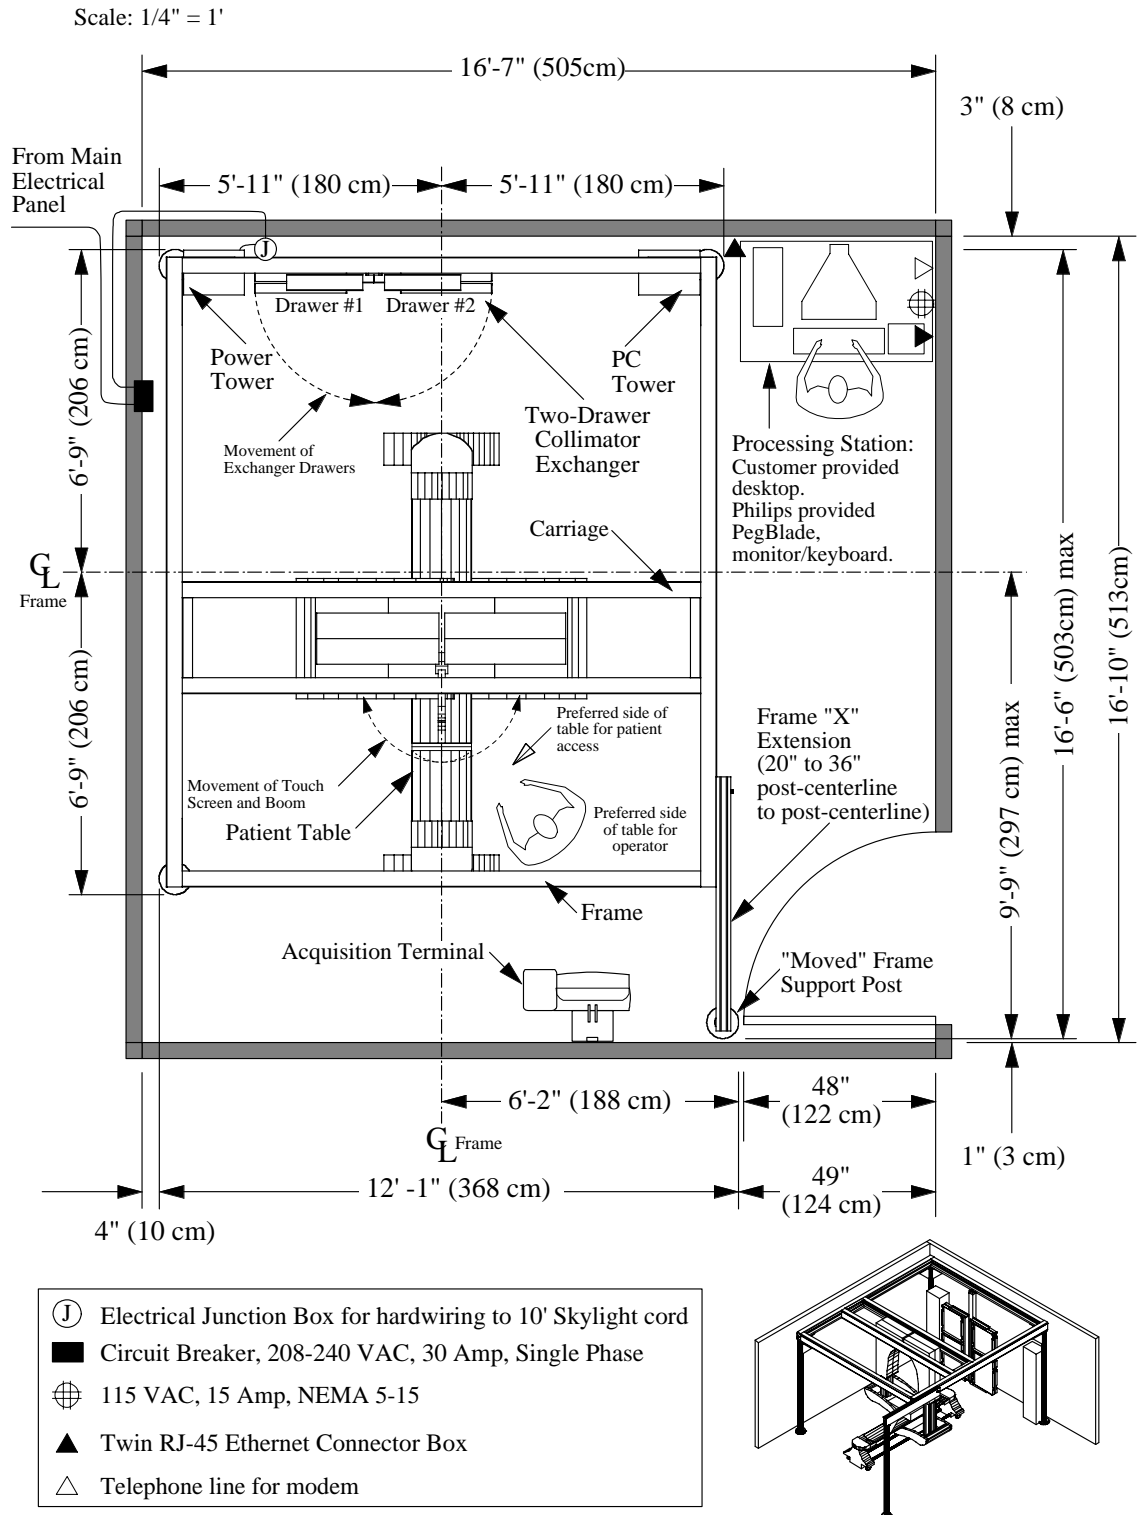 Scale: 1/4" = 1'
16'-7" (505cm)
3" (8 cm)
From Main
Electrical
Panel
5'-11" (180 cm)
5'-11" (180 cm)
J
Drawer #1
Drawer #2
Power
Tower
PC
Tower
Two-Drawer
Collimator
Exchanger
Movement of
Exchanger Drawers
6'-9" (206 cm)
Processing Station:
Customer provided
desktop.
Philips provided
PegBlade,
monitor/keyboard.
Carriage
CL
Frame
6'-9" (206 cm)
Preferred side of
table for patient
access
Frame "X"
Extension
(20" to 36"
post-centerline
to post-centerline)
9'-9" (297 cm) max
16'-6" (503cm) max
16'-10" (513cm)
Movement of Touch
Screen and Boom
Patient Table
Preferred side
of table for
operator
Frame
Acquisition Terminal
"Moved" Frame
Support Post
6'-2" (188 cm)
48"
(122 cm)
CL Frame
1" (3 cm)
12' -1" (368 cm)
49"
(124 cm)
4" (10 cm)
J Electrical Junction Box for hardwiring to 10' Skylight cord
Circuit Breaker, 208-240 VAC, 30 Amp, Single Phase
115 VAC, 15 Amp, NEMA 5-15
Twin RJ-45 Ethernet Connector Box
Telephone line for modem